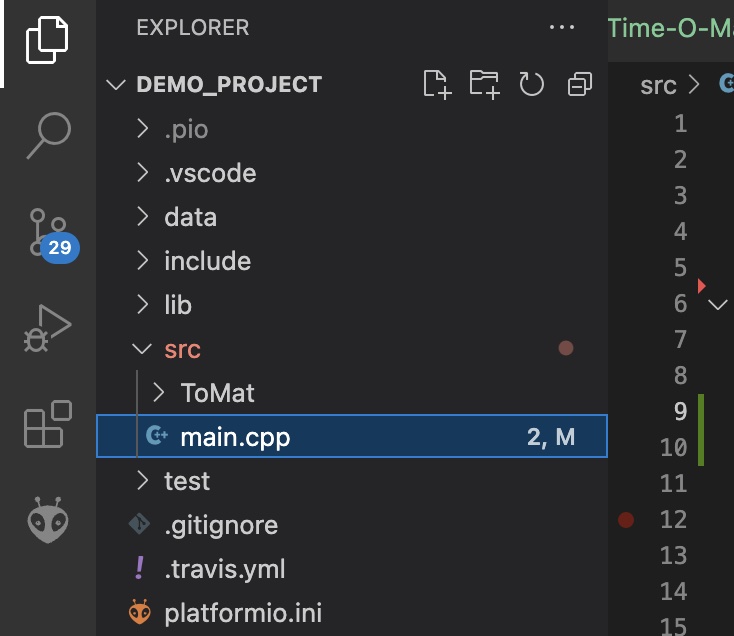 EXPLORER
DEMO_PROJECT
.pio
.vscode
data
include
lib
src
ToMat
main.cpp 2, M
test
.gitignore
.travis.yml
platformio.ini
29
Time-O-Ma
src
1
2
3
4
5
6
7
8
9
10
11
12
13
14
15